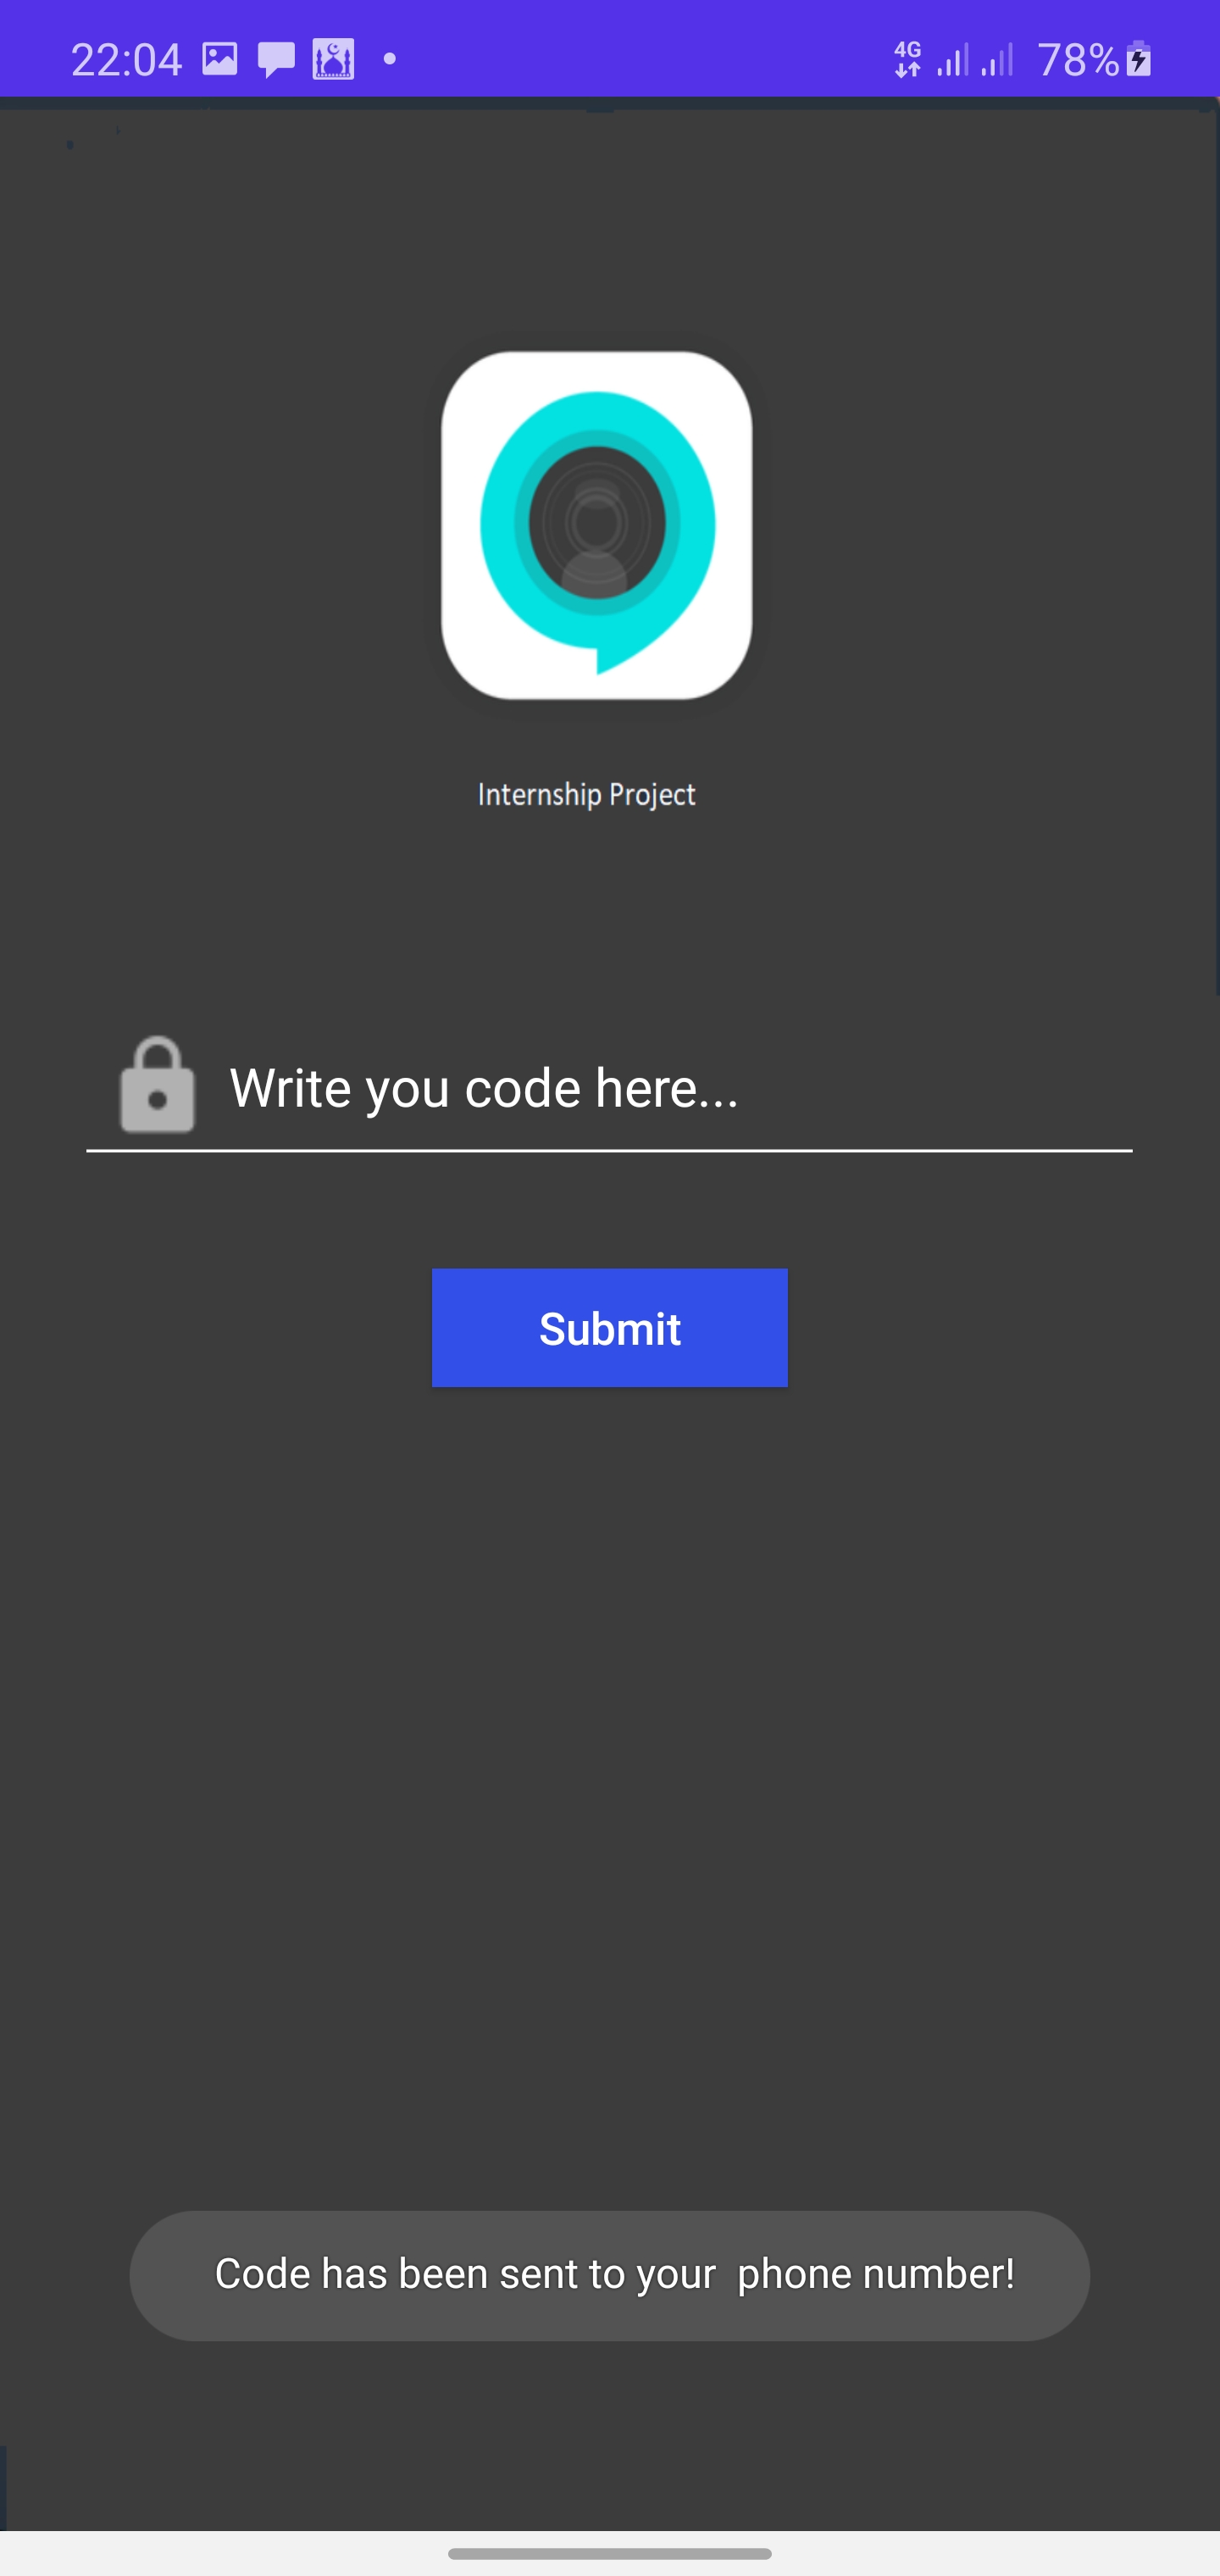 22:04 4G 78%
Internship Project
Write you code here...
Submit
Code has been sent to your  phone number!